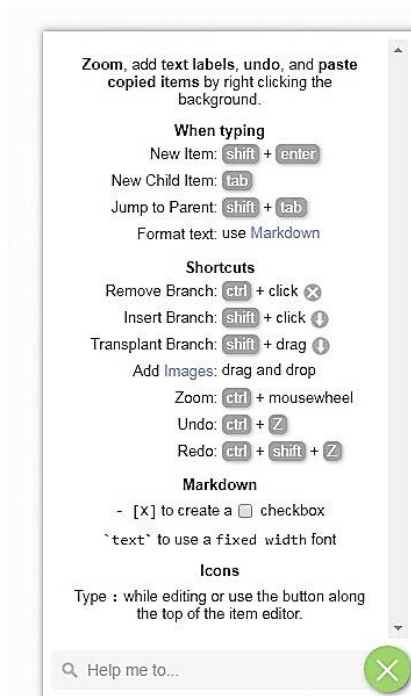 Zoom, add text labels, undo, and paste
copied items by right clicking the
background.
When typing
New Item: shift + enter
New Child Item: tab
Jump to Parent: shift + tab
Format text: use Markdown
Shortcuts
Remove Branch: ctrl + click
Insert Branch: shift + click
Transplant Branch: shift + drag
Add Images: drag and drop
Zoom: ctrl + mousewheel
Undo: ctrl + Z
Redo: ctrl + shift + Z
Markdown
- [X] to create a checkbox
`text` to use a fixed width font
Icons
Type : while editing or use the button along
the top of the item editor.
Help me to...